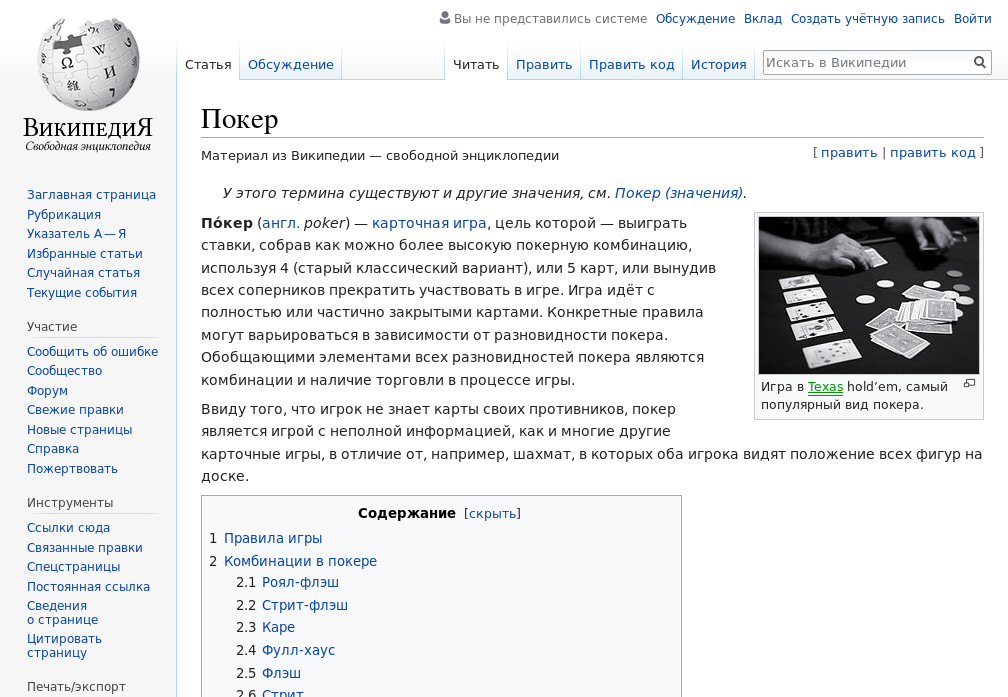 Вы не представились системе Обсуждение Вклад Создать учётную запись Войти
Статья Обсуждение Читать Править Править код История Искать в Википедии
ВикипедиЯ
Свободная энциклопедия
Заглавная страница
Рубрикация
Указатель А — Я
Избранные статьи
Случайная статья
Текущие события
Участие
Сообщить об ошибке
Сообщество
Форум
Свежие правки
Новые страницы
Справка
Пожертвовать
Инструменты
Ссылки сюда
Связанные правки
Спецстраницы
Постоянная ссылка
Сведения
о странице
Цитировать
страницу
Печать/экспорт
Покер
Материал из Википедии — свободной энциклопедии
[ править | править код ]
У этого термина существуют и другие значения, см. Покер (значения).
По́кер (англ. poker) — карточная игра, цель которой — выиграть
ставки, собрав как можно более высокую покерную комбинацию,
используя 4 (старый классический вариант), или 5 карт, или вынудив
всех соперников прекратить участвовать в игре. Игра идёт с
полностью или частично закрытыми картами. Конкретные правила
могут варьироваться в зависимости от разновидности покера.
Обобщающими элементами всех разновидностей покера являются
комбинации и наличие торговли в процессе игры.
Игра в Texas hold’em, самый
популярный вид покера.
Ввиду того, что игрок не знает карты своих противников, покер
является игрой с неполной информацией, как и многие другие
карточные игры, в отличие от, например, шахмат, в которых оба игрока видят положение всех фигур на
доске.
Содержание [скрыть]
1 Правила игры
2 Комбинации в покере
2.1 Роял-флэш
2.2 Стрит-флэш
2.3 Каре
2.4 Фулл-хаус
2.5 Флэш
2.6 Стрит